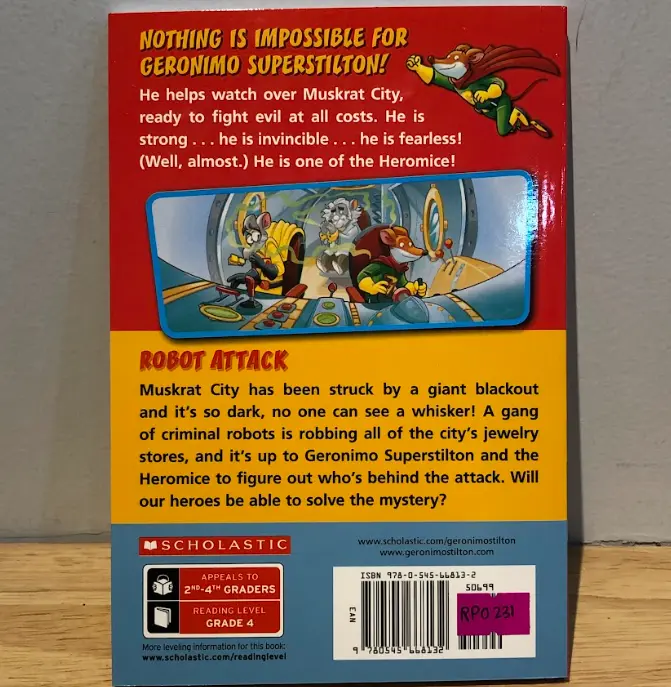 NOTHING IS IMPOSSIBLE FOR
GERONIMO SUPERSTILTON!
He helps watch over Muskrat City,
ready to fight evil at all costs. He is
strong . . . he is invincible . . . he is fearless!
(Well, almost.) He is one of the Heromice!
ROBOT ATTACK
Muskrat City has been struck by a giant blackout
and it's so dark, no one can see a whisker! A gang
of criminal robots is robbing all of the city's jewelry
stores, and it's up to Geronimo Superstilton and the
Heromice to figure out who's behind the attack. Will
our heroes be able to solve the mystery?
SCHOLASTIC
www.scholastic.com/geronimostilton
www.geronimostilton.com
APPEALS TO
2ND-4TH GRADERS
READING LEVEL
GRADE 4
More leveling information for this book:
www.scholastic.com/readinglevel
ISBN 978-0-545-66813-2
50699
EAN
RPO 231
9 780545 668132